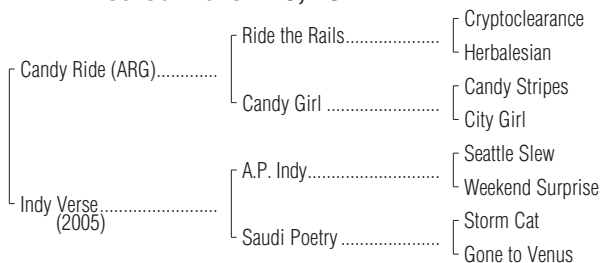 Cryptoclearance
Ride the Rails....................
Herbalesian
Candy Ride (ARG).............
Candy Stripes
Candy Girl ........................
City Girl
Seattle Slew
A.P. Indy............................
Weekend Surprise
Indy Verse.........................
(2005)
Storm Cat
Saudi Poetry .....................
Gone to Venus